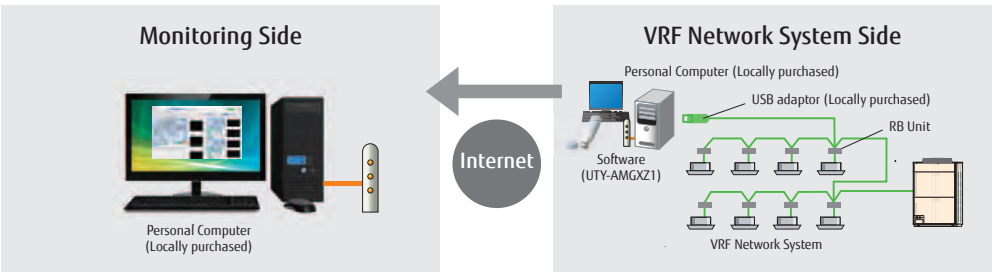 Monitoring Side
Personal Computer
(Locally purchased)
Internet
VRF Network System Side
Personal Computer (Locally purchased)
USB adaptor (Locally purchased)
RB Unit
Software
(UTY-AMGXZ1)
VRF Network System